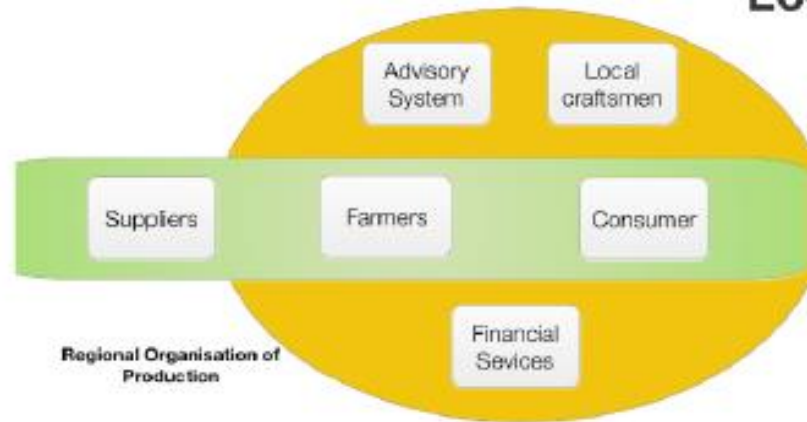 Advisory
System
Local
craftsmen
Suppliers
Farmers
Consumer
Financial
Sevices
Regional Organisation of
Production